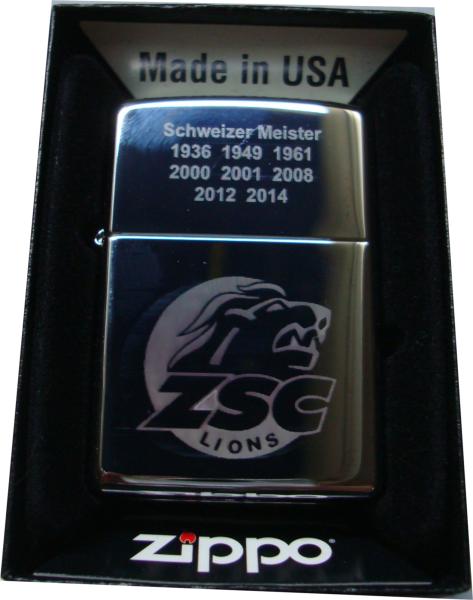 Made in USA
Schweizer Meister
1936 1949 1961
2000 2001 2008
2012 2014
ZSC
LIONS
zippo